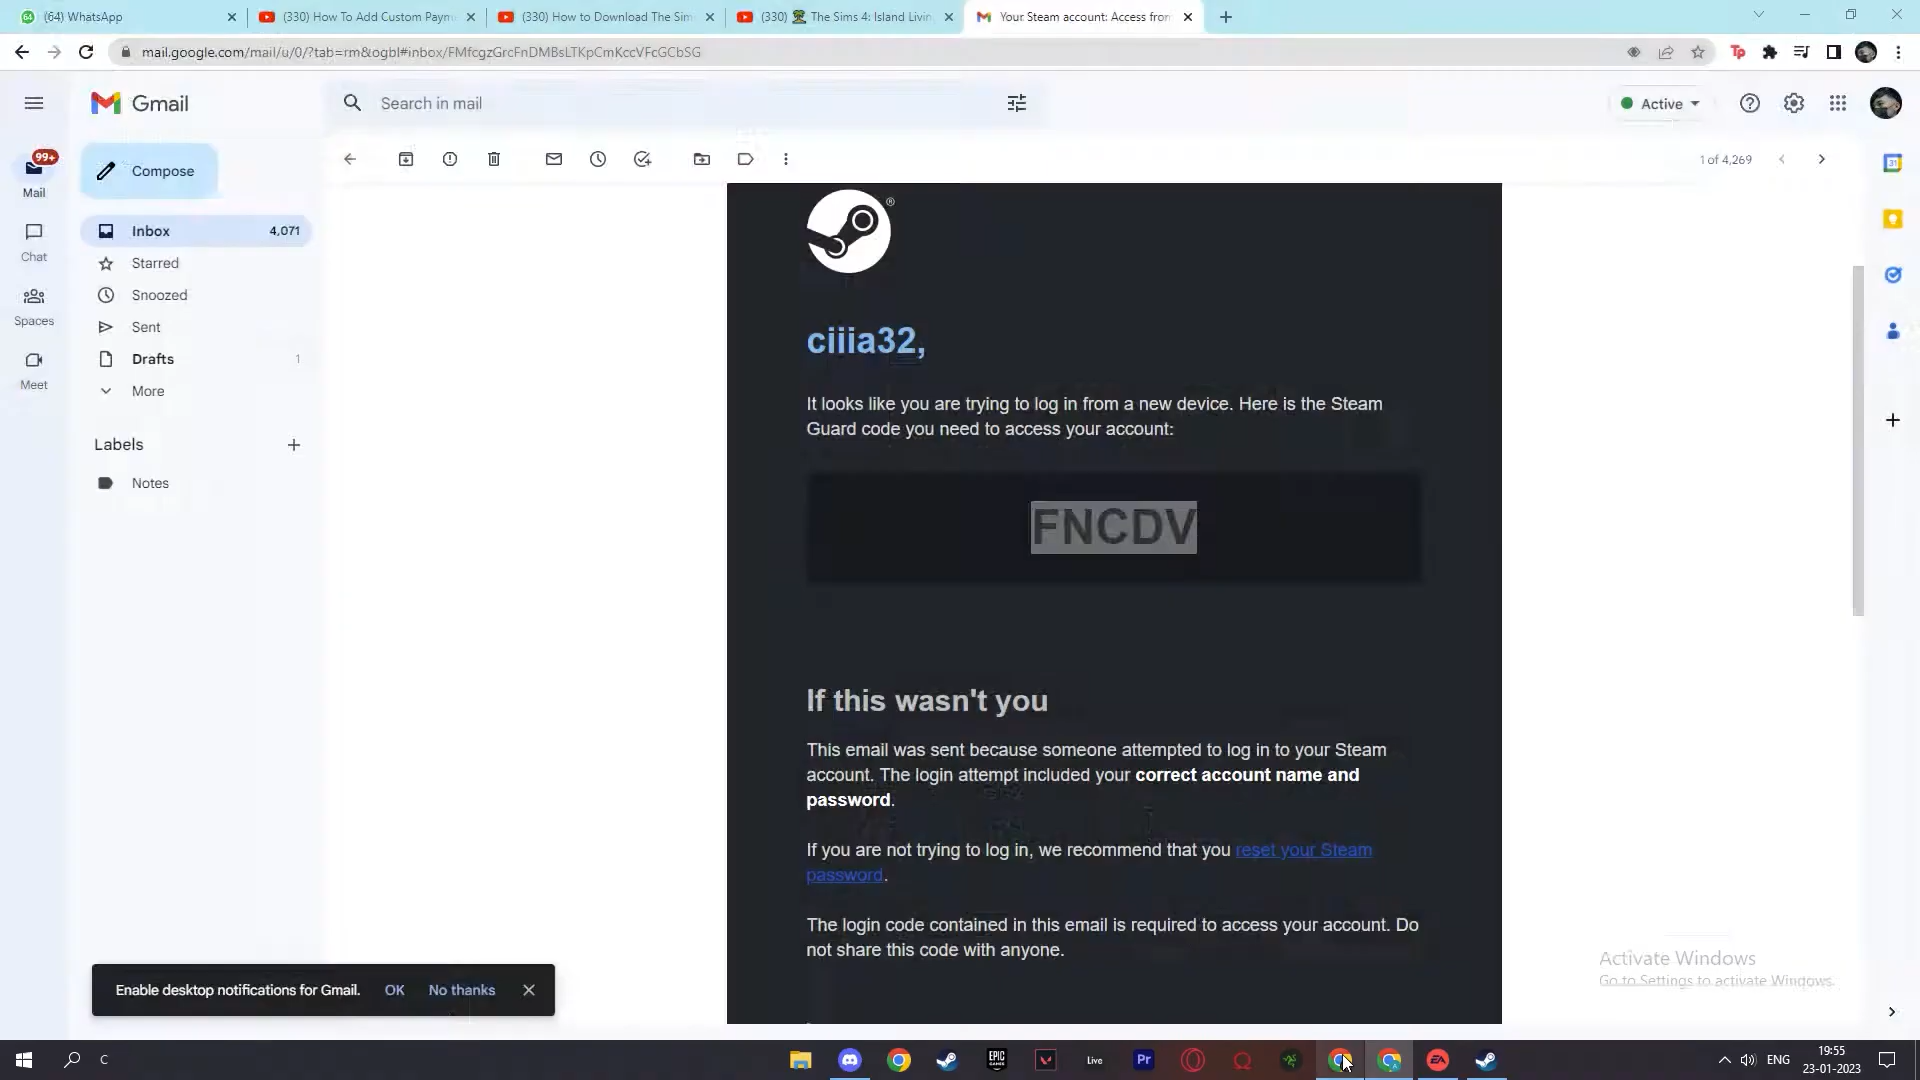 (64) WhatsApp
(330) How To Add Custom Paym
(330) How to Download The Sim
(330) 🏝 The Sims 4: Island Livin
Your Steam account: Access from
mail.google.com/mail/u/0/?tab=rm&ogbl#inbox/FMfcgzGrcFnDMBsLTKpCmKccVFcGCbSG
Gmail
Search in mail
Active
99+
Mail
Compose
1 of 4,269
Inbox 4,071
Chat
Starred
Snoozed
Spaces
Sent
Drafts 1
Meet
More
Labels
Notes
ciiia32,
It looks like you are trying to log in from a new device. Here is the Steam
Guard code you need to access your account:
FNCDV
If this wasn't you
This email was sent because someone attempted to log in to your Steam
account. The login attempt included your correct account name and
password.
If you are not trying to log in, we recommend that you reset your Steam
password.
The login code contained in this email is required to access your account. Do
not share this code with anyone.
Enable desktop notifications for Gmail. OK No thanks
Activate Windows
Go to Settings to activate Windows.
C
EPIC GAMES
Live
Pr
EA
ENG
19:55
23-01-2023